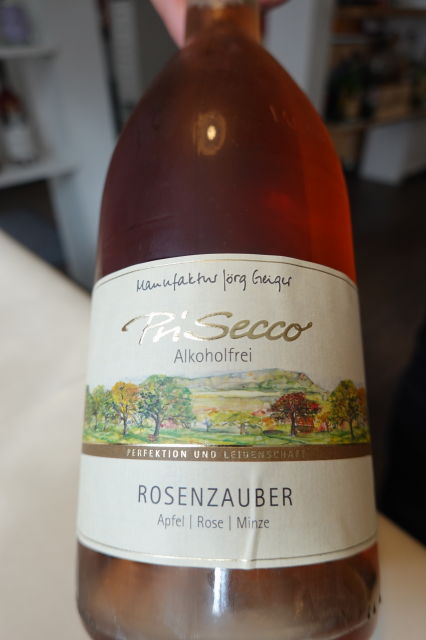 Manufaktur Jörg Geiger
PriSecco
Alkoholfrei
PERFEKTION UND LEIDENSCHAFT
ROSENZAUBER
Apfel | Rose | Minze